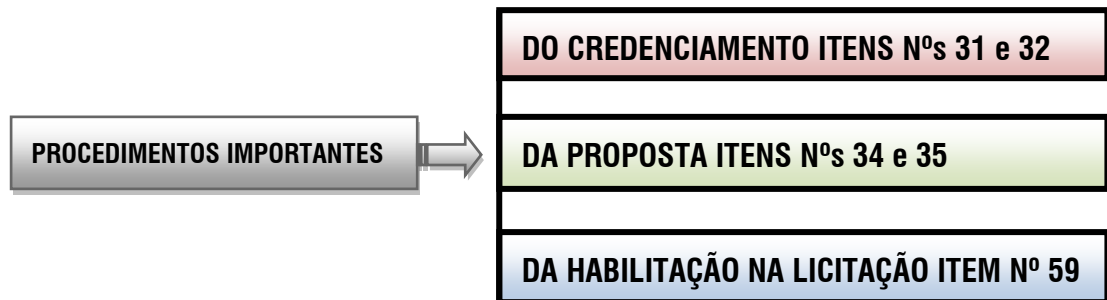 PROCEDIMENTOS IMPORTANTES
DO CREDENCIAMENTO ITENS Nºs 31 e 32
DA PROPOSTA ITENS Nºs 34 e 35
DA HABILITAÇÃO NA LICITAÇÃO ITEM Nº 59